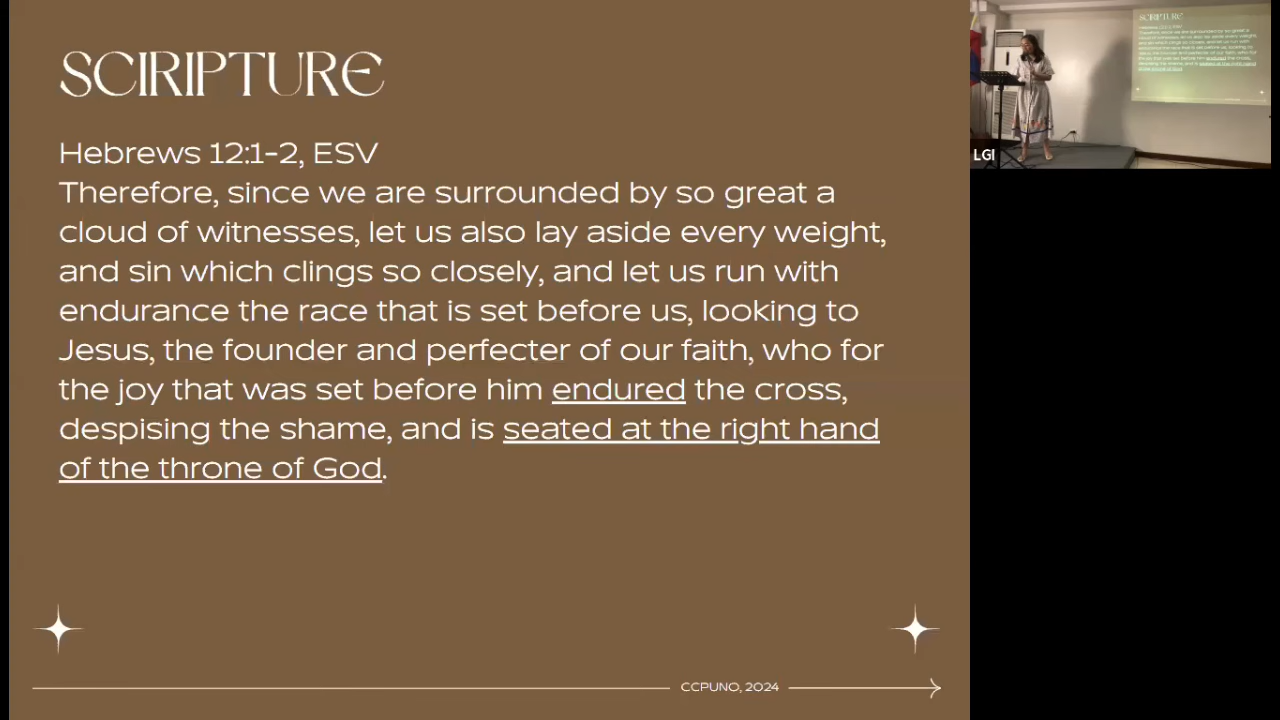 SCIRIPTURE
Hebrews 12:1-2, ESV
Therefore, since we are surrounded by so great a
cloud of witnesses, let us also lay aside every weight,
and sin which clings so closely, and let us run with
endurance the race that is set before us, looking to
Jesus, the founder and perfecter of our faith, who for
the joy that was set before him endured the cross,
despising the shame, and is seated at the right hand
of the throne of God.
CCPUNO, 2024
SCIRIPTURE
LGI